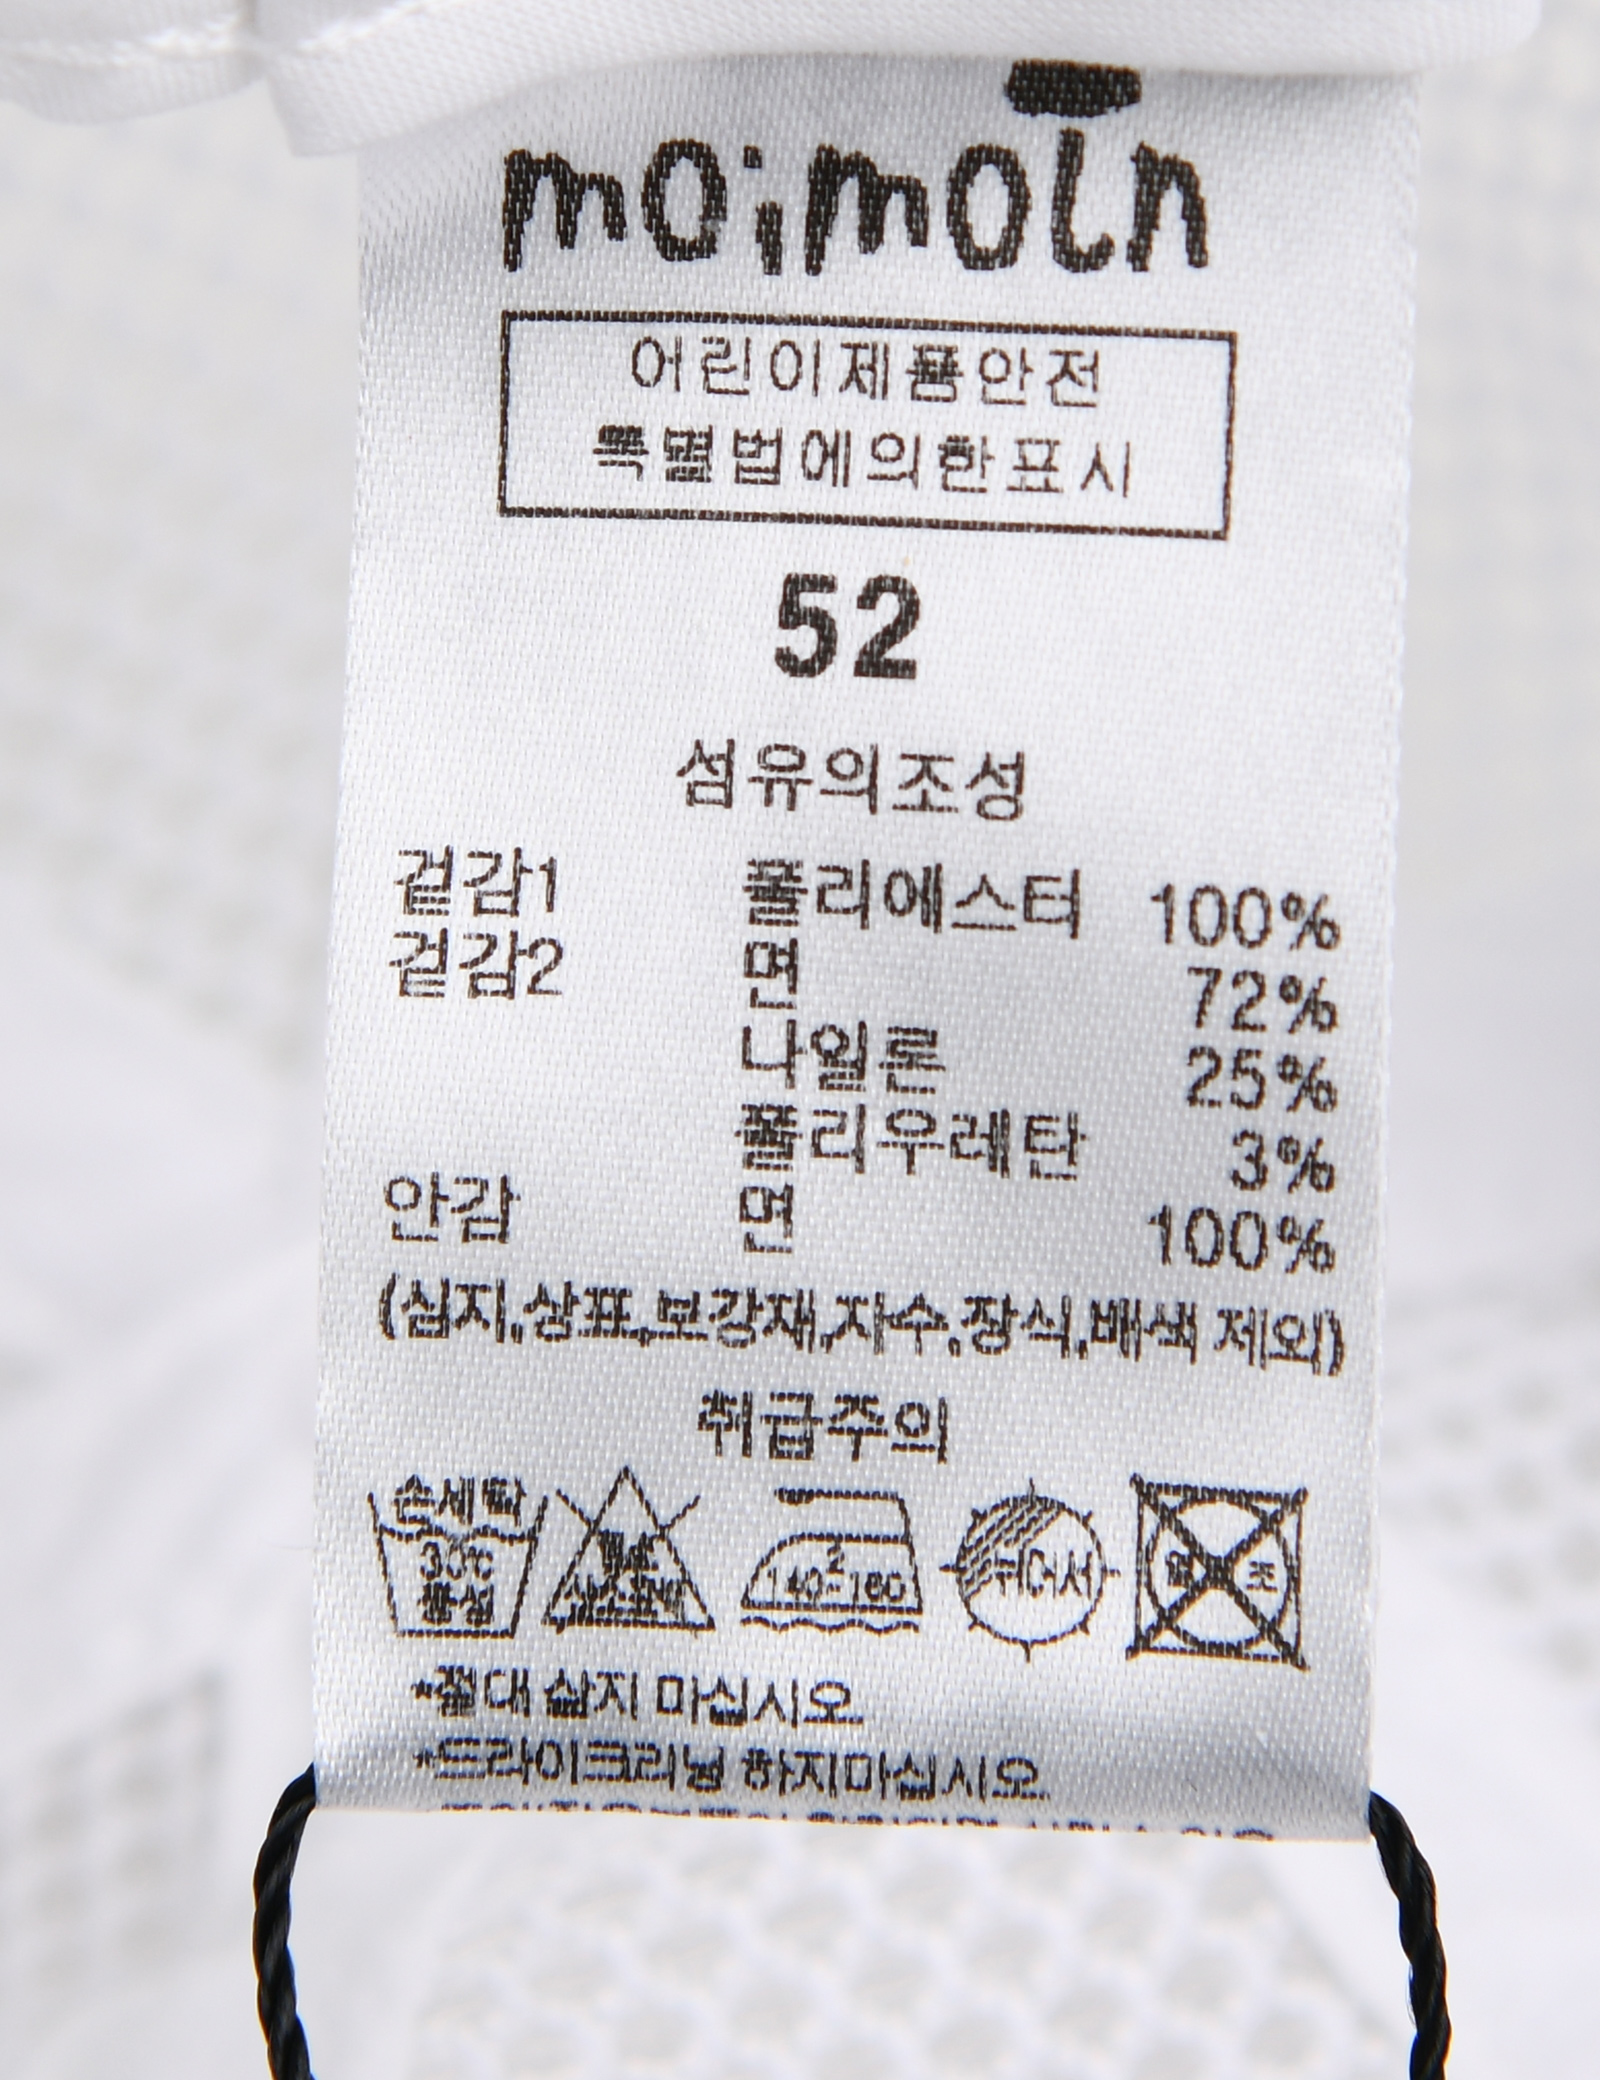 moimoln
어린이제품안전
특별법에의한표시
52
섬유의조성
겉감1 폴리에스터 100%
겉감2 면 72%
나일론 25%
폴리우레탄 3%
안감 면 100%
(심지,상표,보강재,자수,장식,배색 제외)
취급주의
손세탁
30℃
중성
2
140-160
뉘어서
*절대 삶지 마십시오.
*드라이크리닝 하지마십시오